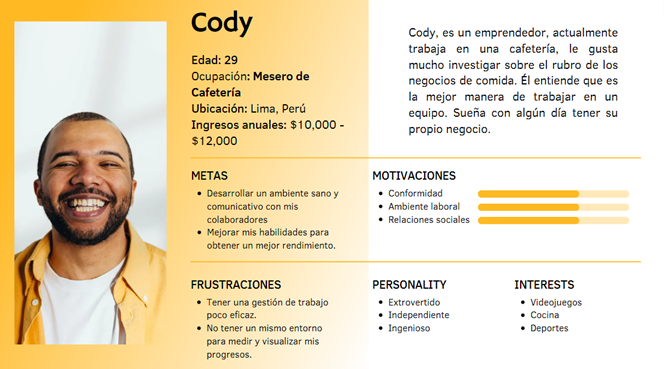 Cody
Edad: 29
Ocupación: Mesero de
Cafetería
Ubicación: Lima, Perú
Ingresos anuales: $10,000 -
$12,000
Cody, es un emprendedor, actualmente
trabaja en una cafetería, le gusta
mucho investigar sobre el rubro de los
negocios de comida. Él entiende que es
la mejor manera de trabajar en un
equipo. Sueña con algún día tener su
propio negocio.
METAS
Desarrollar un ambiente sano y
comunicativo con mis
colaboradores
Mejorar mis habilidades para
obtener un mejor rendimiento.
MOTIVACIONES
Conformidad
Ambiente laboral
Relaciones sociales
FRUSTRACIONES
Tener una gestión de trabajo
poco eficaz.
No tener un mismo entorno
para medir y visualizar mis
progresos.
PERSONALITY
Extrovertido
Independiente
Ingenioso
INTERESTS
Videojuegos
Cocina
Deportes